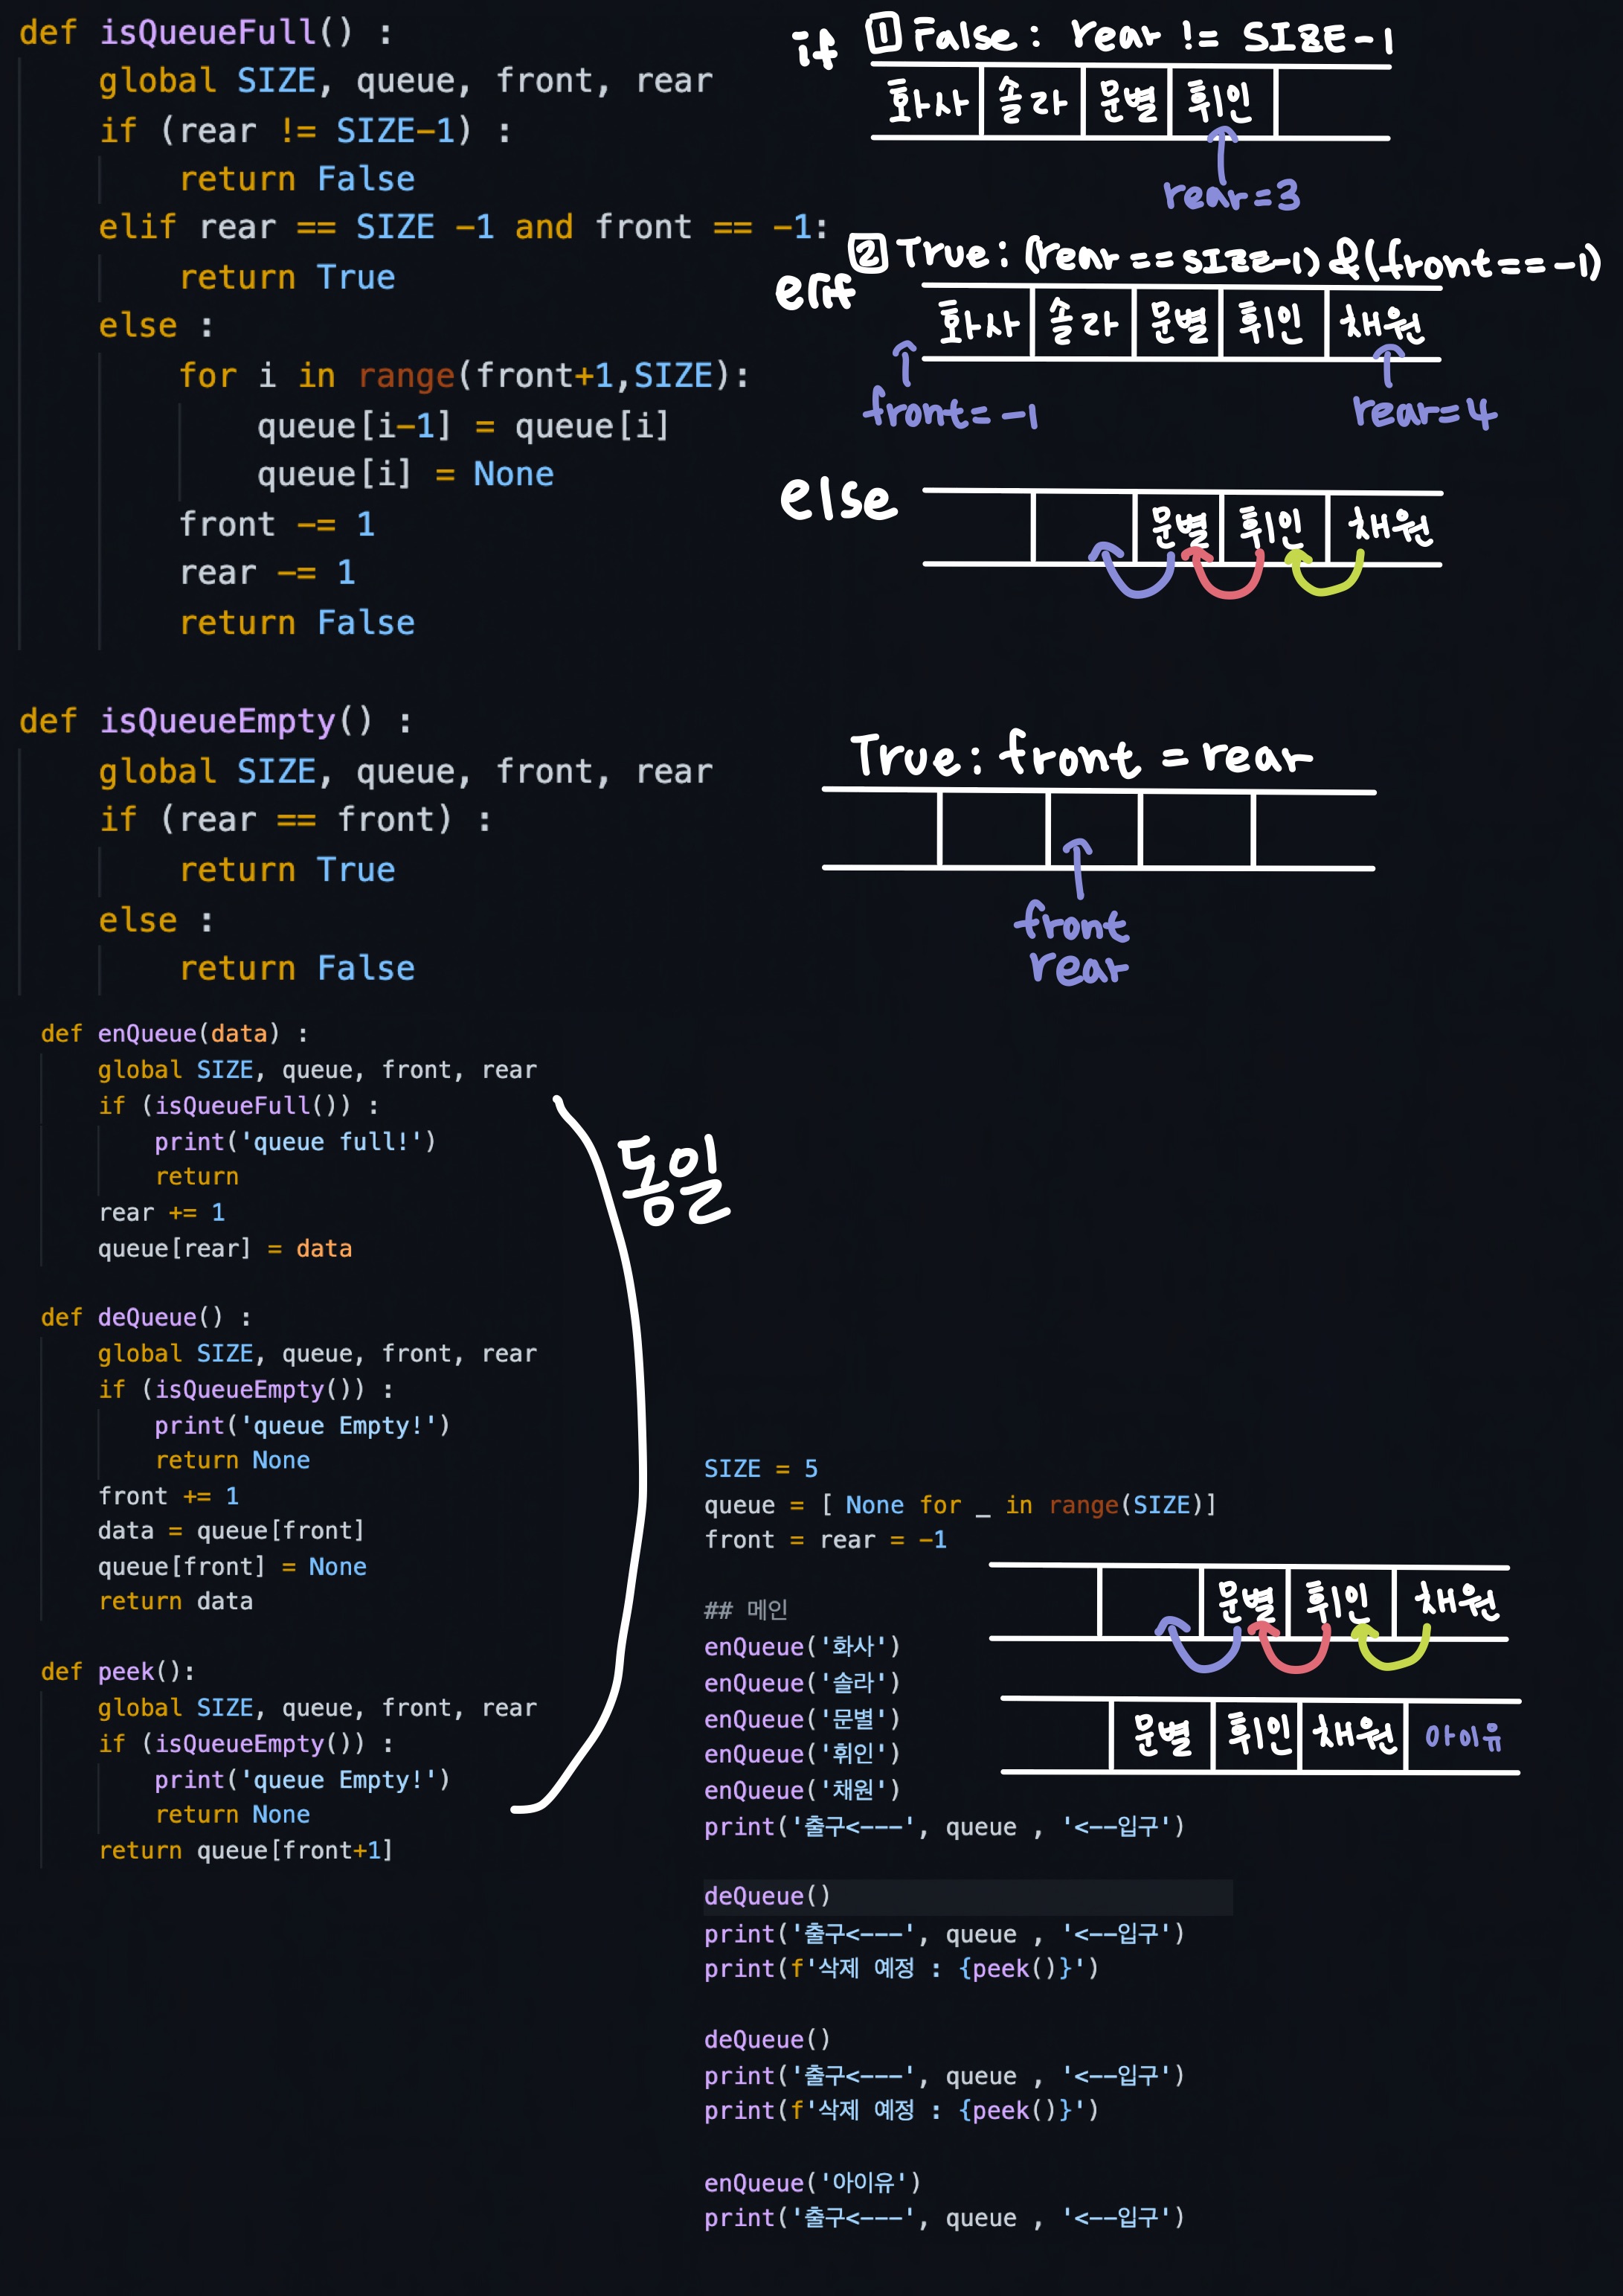 def isQueueFull() :
    global SIZE, queue, front, rear
    if (rear != SIZE-1) :
        return False
    elif rear == SIZE -1 and front == -1:
        return True
    else :
        for i in range(front+1,SIZE):
            queue[i-1] = queue[i]
            queue[i] = None
        front -= 1
        rear -= 1
        return False
if 1 False: rear != SIZE-1
화사 솔라 문별 휘인
rear=3
elif 2 True: (rear == SIZE-1) & (front == -1)
화사 솔라 문별 휘인 채원
front=-1 rear=4
else
문별 휘인 채원
def isQueueEmpty() :
    global SIZE, queue, front, rear
    if (rear == front) :
        return True
    else :
        return False
True: front = rear
front
rear
def enQueue(data) :
    global SIZE, queue, front, rear
    if (isQueueFull()) :
        print('queue full!')
        return
    rear += 1
    queue[rear] = data
def deQueue() :
    global SIZE, queue, front, rear
    if (isQueueEmpty()) :
        print('queue Empty!')
        return None
    front += 1
    data = queue[front]
    queue[front] = None
    return data
def peek():
    global SIZE, queue, front, rear
    if (isQueueEmpty()) :
        print('queue Empty!')
        return None
    return queue[front+1]
동일
SIZE = 5
queue = [ None for _ in range(SIZE)]
front = rear = -1
## 메인
enQueue('화사')
enQueue('솔라')
enQueue('문별')
enQueue('휘인')
enQueue('채원')
print('출구<---', queue , '<--입구')
deQueue()
print('출구<---', queue , '<--입구')
print(f'삭제 예정 : {peek()}')
deQueue()
print('출구<---', queue , '<--입구')
print(f'삭제 예정 : {peek()}')
enQueue('아이유')
print('출구<---', queue , '<--입구')
문별 휘인 채원
문별 휘인 채원 아이유